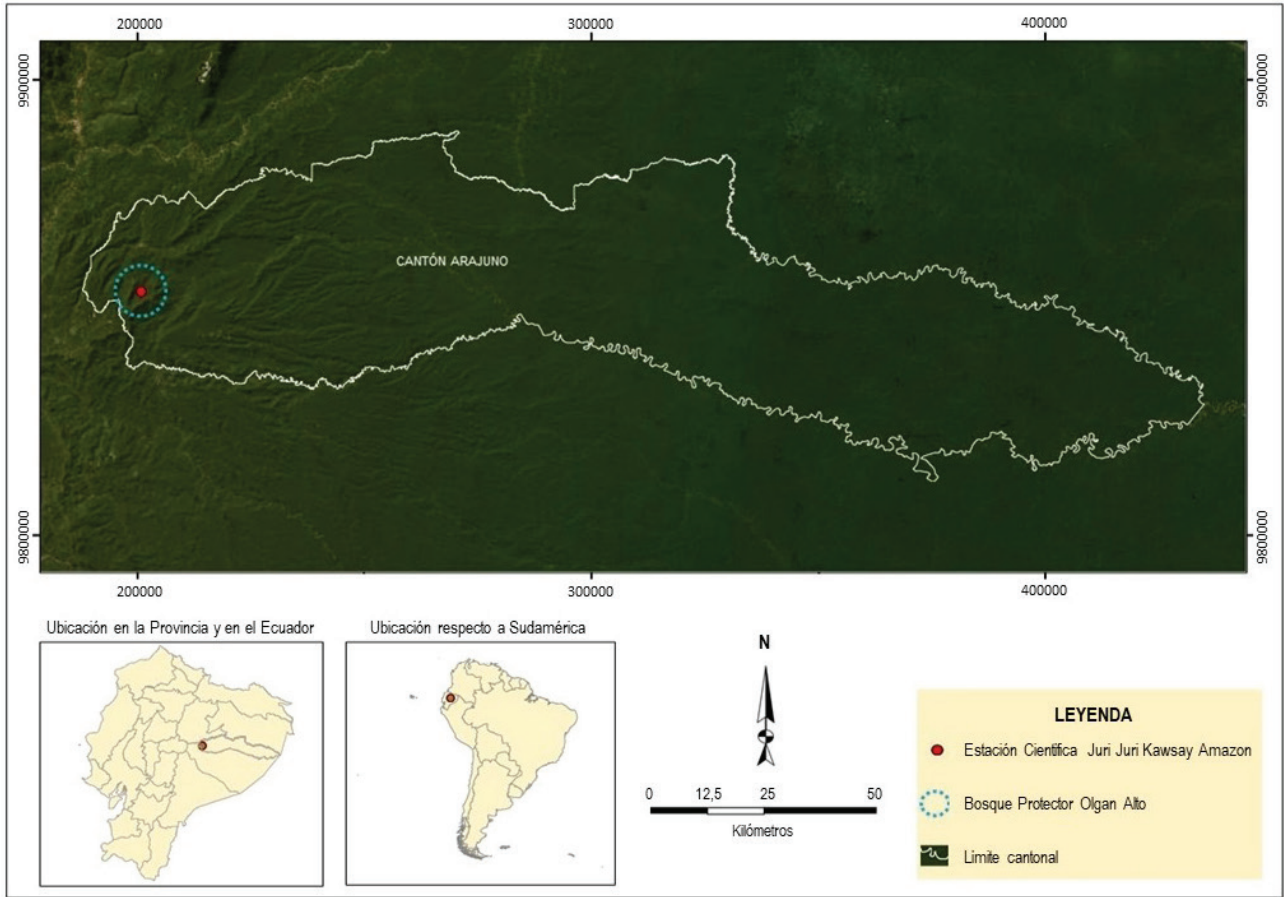 200000 300000 400000
9900000 9900000
CANTÓN ARAJUNO
9800000 9800000
200000 300000 400000
Ubicación en la Provincia y en el Ecuador
Ubicación respecto a Sudamérica
N
0 12,5 25 50
Kilómetros
LEYENDA
Estación Científica Juri Juri Kawsay Amazon
Bosque Protector Olgan Alto
Limite cantonal